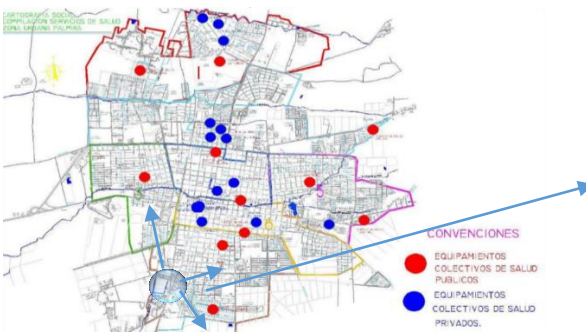 CARTOGRAFIA SOCIAL
COMPILACION SERVICIOS DE SALUD
ZONA URBANA PALMIRA
CONVENCIONES
EQUIPAMIENTOS
COLECTIVOS DE SALUD
PUBLICOS
EQUIPAMIENTOS
COLECTIVOS DE SALUD
PRIVADOS.